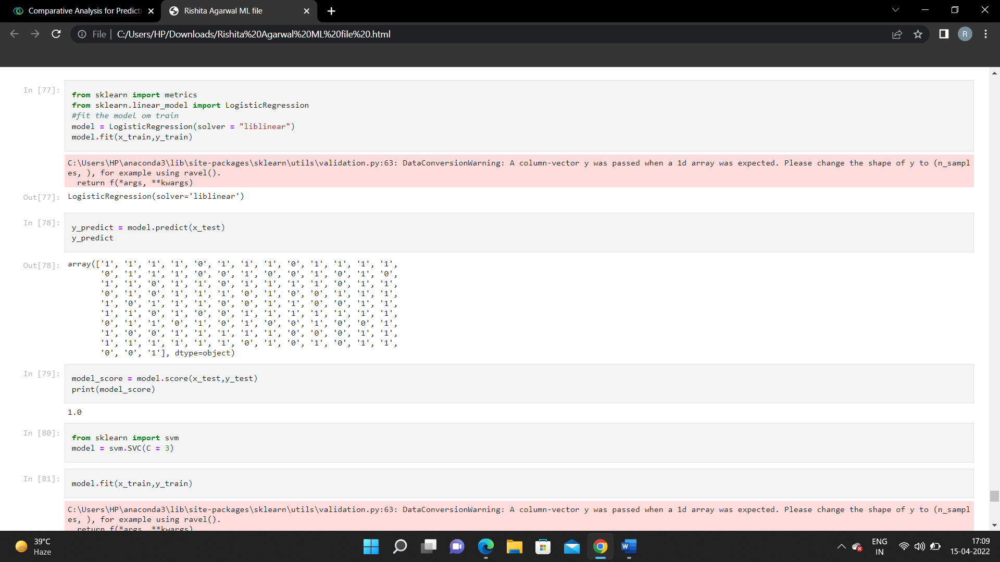 Comparative Analysis for Predicti
Rishita Agarwal ML file
File
C:/Users/HP/Downloads/Rishita%20Agarwal%20ML%20file%20.html
R
In [77]:
from sklearn import metrics
from sklearn.linear_model import LogisticRegression
#fit the model om train
model = LogisticRegression(solver = "liblinear")
model.fit(x_train,y_train)
C:\Users\HP\anaconda3\lib\site-packages\sklearn\utils\validation.py:63: DataConversionWarning: A column-vector y was passed when a 1d array was expected. Please change the shape of y to (n_sampl
es, ), for example using ravel().
return f(*args, **kwargs)
Out[77]: LogisticRegression(solver='liblinear')
In [78]:
y_predict = model.predict(x_test)
y_predict
Out[78]: array(['1', '1', '1', '1', '0', '1', '1', '1', '0', '1', '1', '1', '1',
'0', '1', '1', '1', '0', '0', '1', '0', '0', '1', '0', '1', '0',
'1', '1', '0', '1', '1', '0', '1', '1', '1', '1', '0', '1', '1',
'0', '1', '0', '1', '1', '1', '0', '1', '0', '0', '1', '1', '1',
'1', '0', '1', '1', '1', '0', '0', '1', '1', '0', '0', '1', '1',
'1', '1', '0', '1', '0', '0', '1', '1', '1', '1', '1', '1', '1',
'0', '1', '1', '0', '1', '0', '1', '0', '0', '1', '0', '0', '1',
'1', '0', '0', '1', '1', '1', '1', '1', '0', '0', '0', '1', '1',
'1', '1', '1', '1', '1', '1', '0', '1', '0', '1', '0', '1', '1',
'0', '0', '1'], dtype=object)
In [79]:
model_score = model.score(x_test,y_test)
print(model_score)
1.0
In [80]:
from sklearn import svm
model = svm.SVC(C = 3)
In [81]:
model.fit(x_train,y_train)
C:\Users\HP\anaconda3\lib\site-packages\sklearn\utils\validation.py:63: DataConversionWarning: A column-vector y was passed when a 1d array was expected. Please change the shape of y to (n_sampl
es, ), for example using ravel().
return f(*args, **kwargs)
39°C
Haze
W
ENG
IN
17:09
15-04-2022